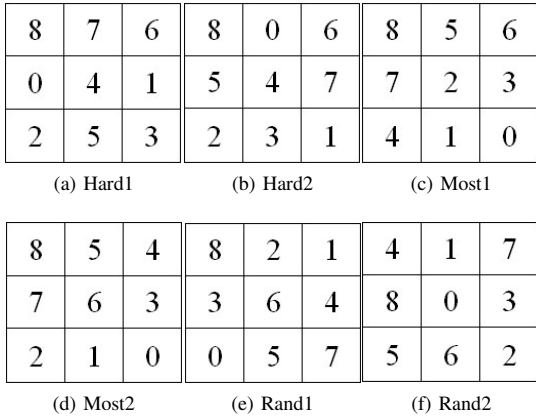 8 7 6 8 0 6 8 5 6
0 4 1 5 4 7 7 2 3
2 5 3 2 3 1 4 1 0
(a) Hard1 (b) Hard2 (c) Most1
8 5 4 8 2 1 4 1 7
7 6 3 3 6 4 8 0 3
2 1 0 0 5 7 5 6 2
(d) Most2 (e) Rand1 (f) Rand2